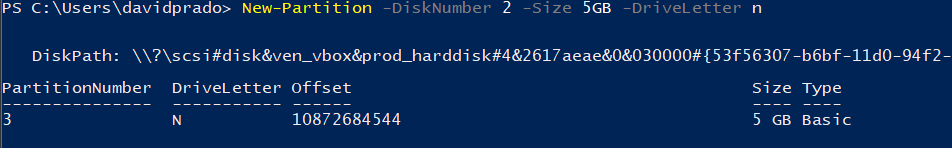 PS C:\Users\davidprado> New-Partition -DiskNumber 2 -Size 5GB -DriveLetter n
DiskPath: \\?\scsi#disk&ven_vbox&prod_harddisk#4&2617aeae&0&030000#{53f56307-b6bf-11d0-94f2-
PartitionNumber DriveLetter Offset Size Type
--------------- ----------- ------ ---- ----
3 N 10872684544 5 GB Basic